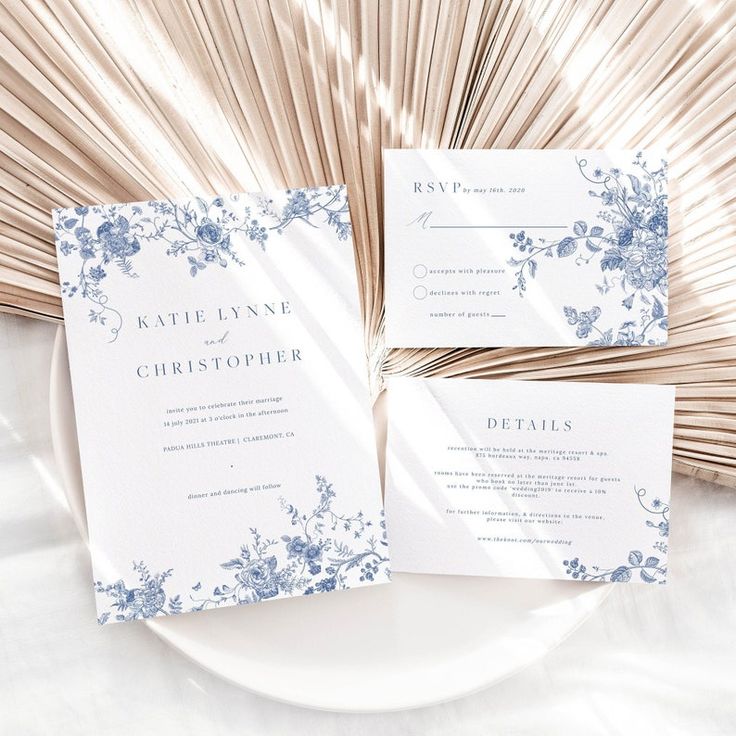 KATIE LYNNE
and
CHRISTOPHER
invite you to celebrate their marriage
14 july 2021 at 3 o'clock in the afternoon
PADUA HILLS THEATRE | CLAREMONT, CA
dinner and dancing will follow
RSVP by may 16th. 2020
M
accepts with pleasure
declines with regret
number of guests
DETAILS
reception will be held at the meritage resort & spa.
875 bordeaux way, napa, ca 94558
rooms have been reserved at the meritage resort for guests
who book no later than june 1st.
use the promo code 'wedding2019' to receive a 10%
discount.
for further information, & directions to the venue,
please visit our website:
www.theknot.com/ourwedding